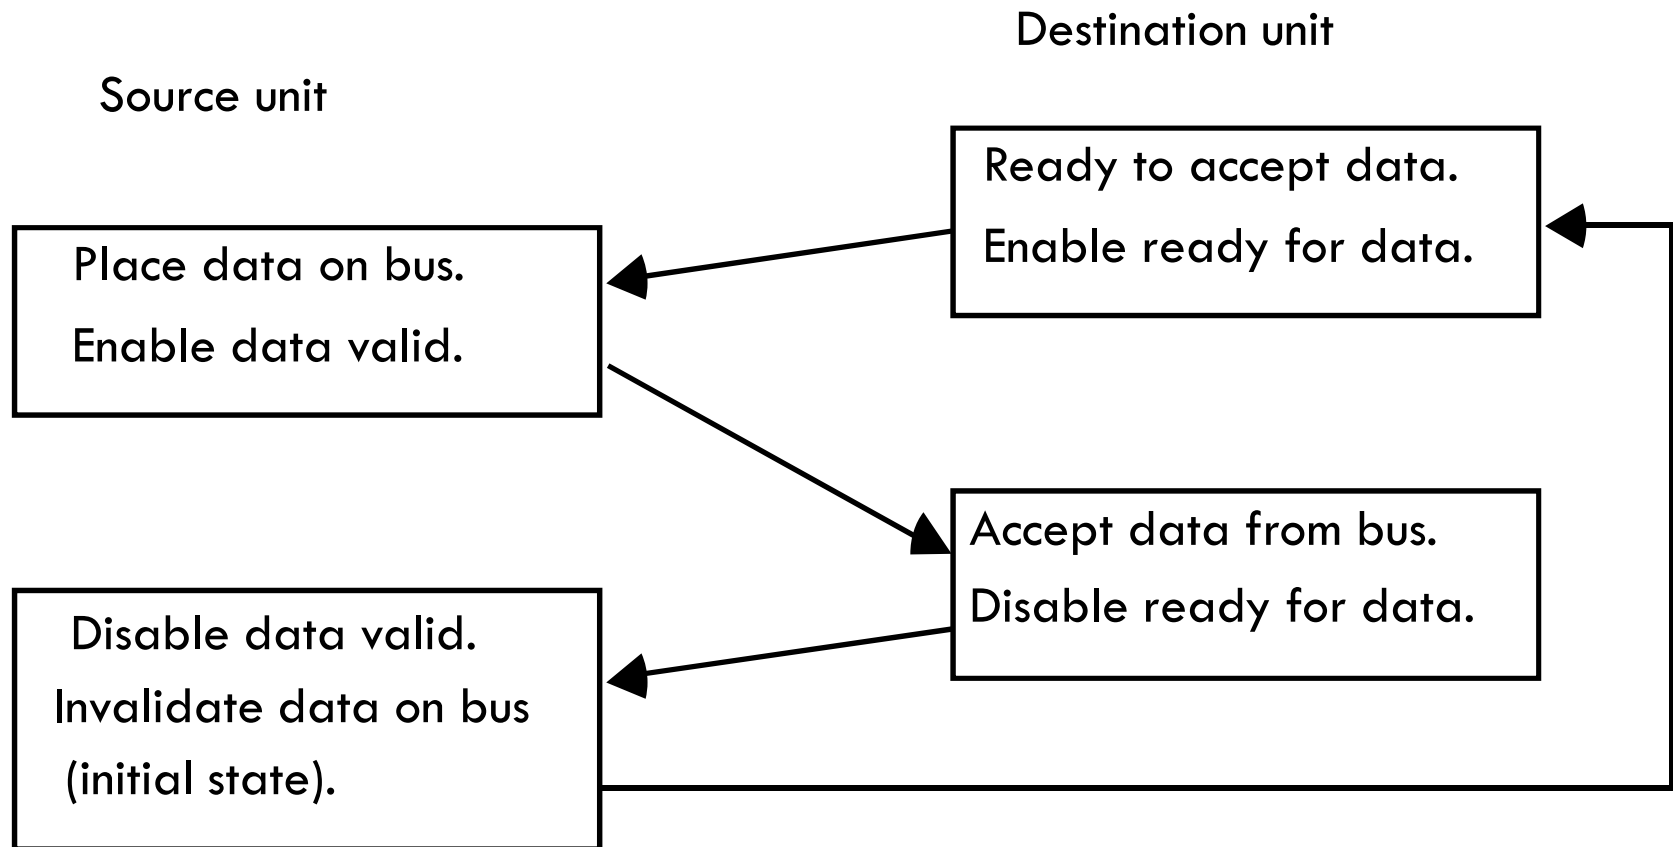 Destination unit
Source unit
Ready to accept data.
Enable ready for data.
Place data on bus.
Enable data valid.
Accept data from bus.
Disable ready for data.
Disable data valid.
Invalidate data on bus
(initial state).